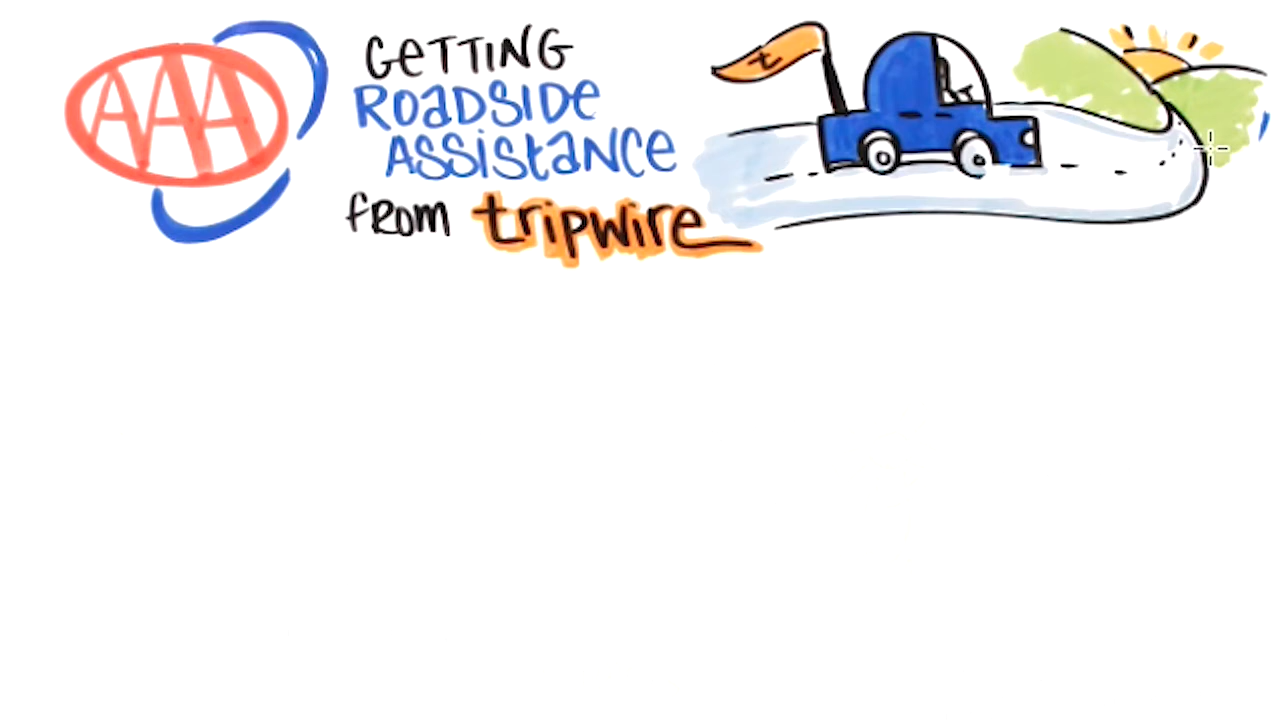 AAA
GETTING
ROADSIDE
ASSISTANCE
from tripwire
t